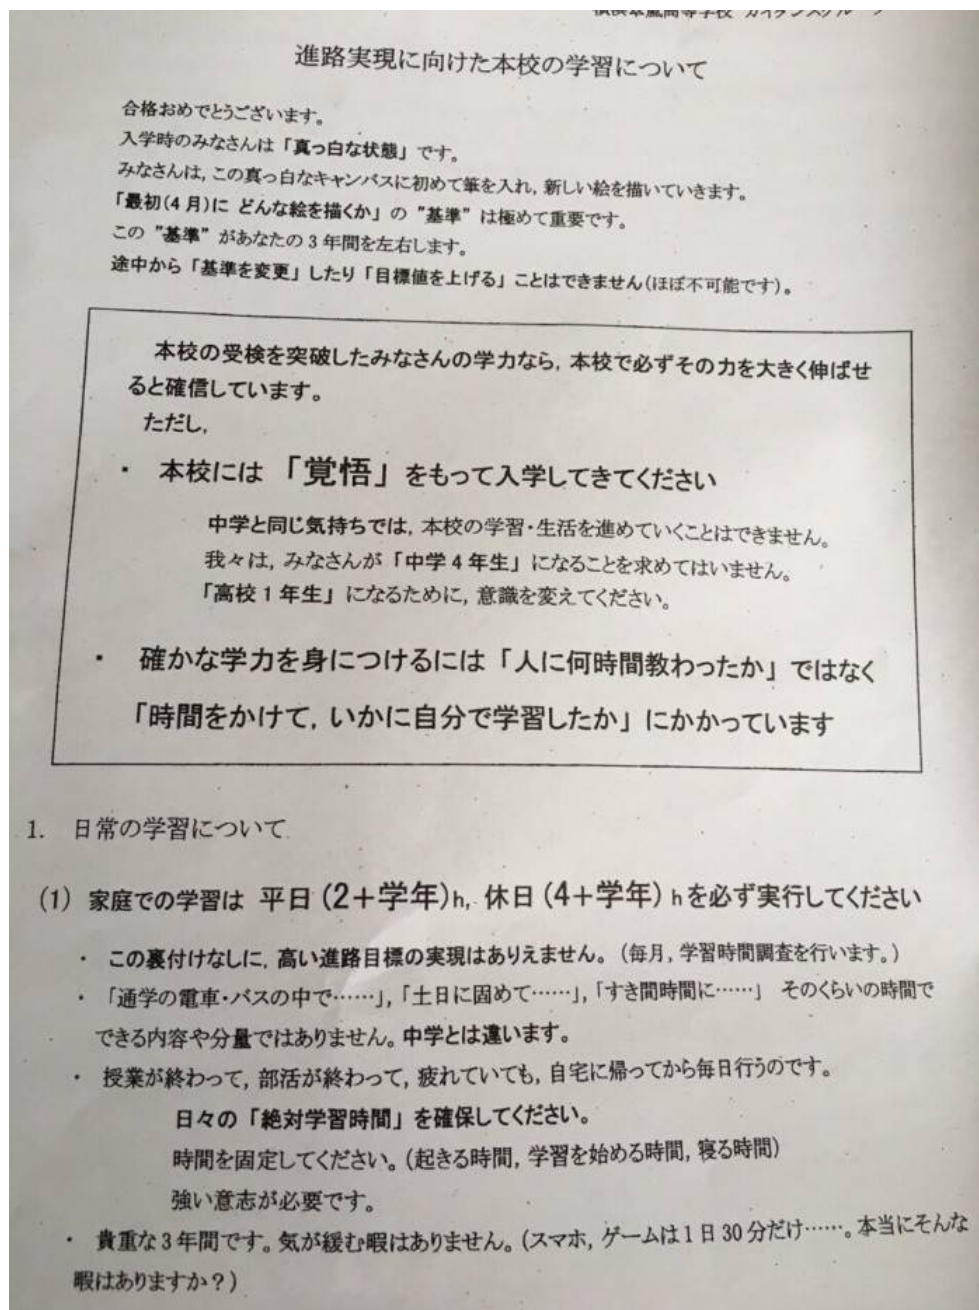 進路実現に向けた本校の学習について
合格おめでとうございます。
入学時のみなさんは「真っ白な状態」です。
みなさんは,この真っ白なキャンバスに初めて筆を入れ,新しい絵を描いていきます。
「最初(4月)に どんな絵を描くか」の "基準" は極めて重要です。
この "基準" があなたの3年間を左右します。
途中から「基準を変更」したり「目標値を上げる」ことはできません(ほぼ不可能です)。
本校の受検を突破したみなさんの学力なら,本校で必ずその力を大きく伸ばせ
ると確信しています。
ただし,
・ 本校には「覚悟」をもって入学してきてください
中学と同じ気持ちでは,本校の学習・生活を進めていくことはできません。
我々は,みなさんが「中学4年生」になることを求めてはいません。
「高校1年生」になるために,意識を変えてください。
・ 確かな学力を身につけるには「人に何時間教わったか」ではなく
「時間をかけて,いかに自分で学習したか」にかかっています
1. 日常の学習について
(1) 家庭での学習は 平日(2+学年)h, 休日(4+学年)hを必ず実行してください
・ この裏付けなしに,高い進路目標の実現はありえません。(毎月,学習時間調査を行います。)
・ 「通学の電車・バスの中で……」,「土日に固めて……」,「すき間時間に……」 そのくらいの時間で
できる内容や分量ではありません。中学とは違います。
・ 授業が終わって,部活が終わって,疲れていても,自宅に帰ってから毎日行うのです。
日々の「絶対学習時間」を確保してください。
時間を固定してください。(起きる時間,学習を始める時間,寝る時間)
強い意志が必要です。
・ 貴重な3年間です。気が緩む暇はありません。(スマホ,ゲームは1日30分だけ……。本当にそんな
暇はありますか?)